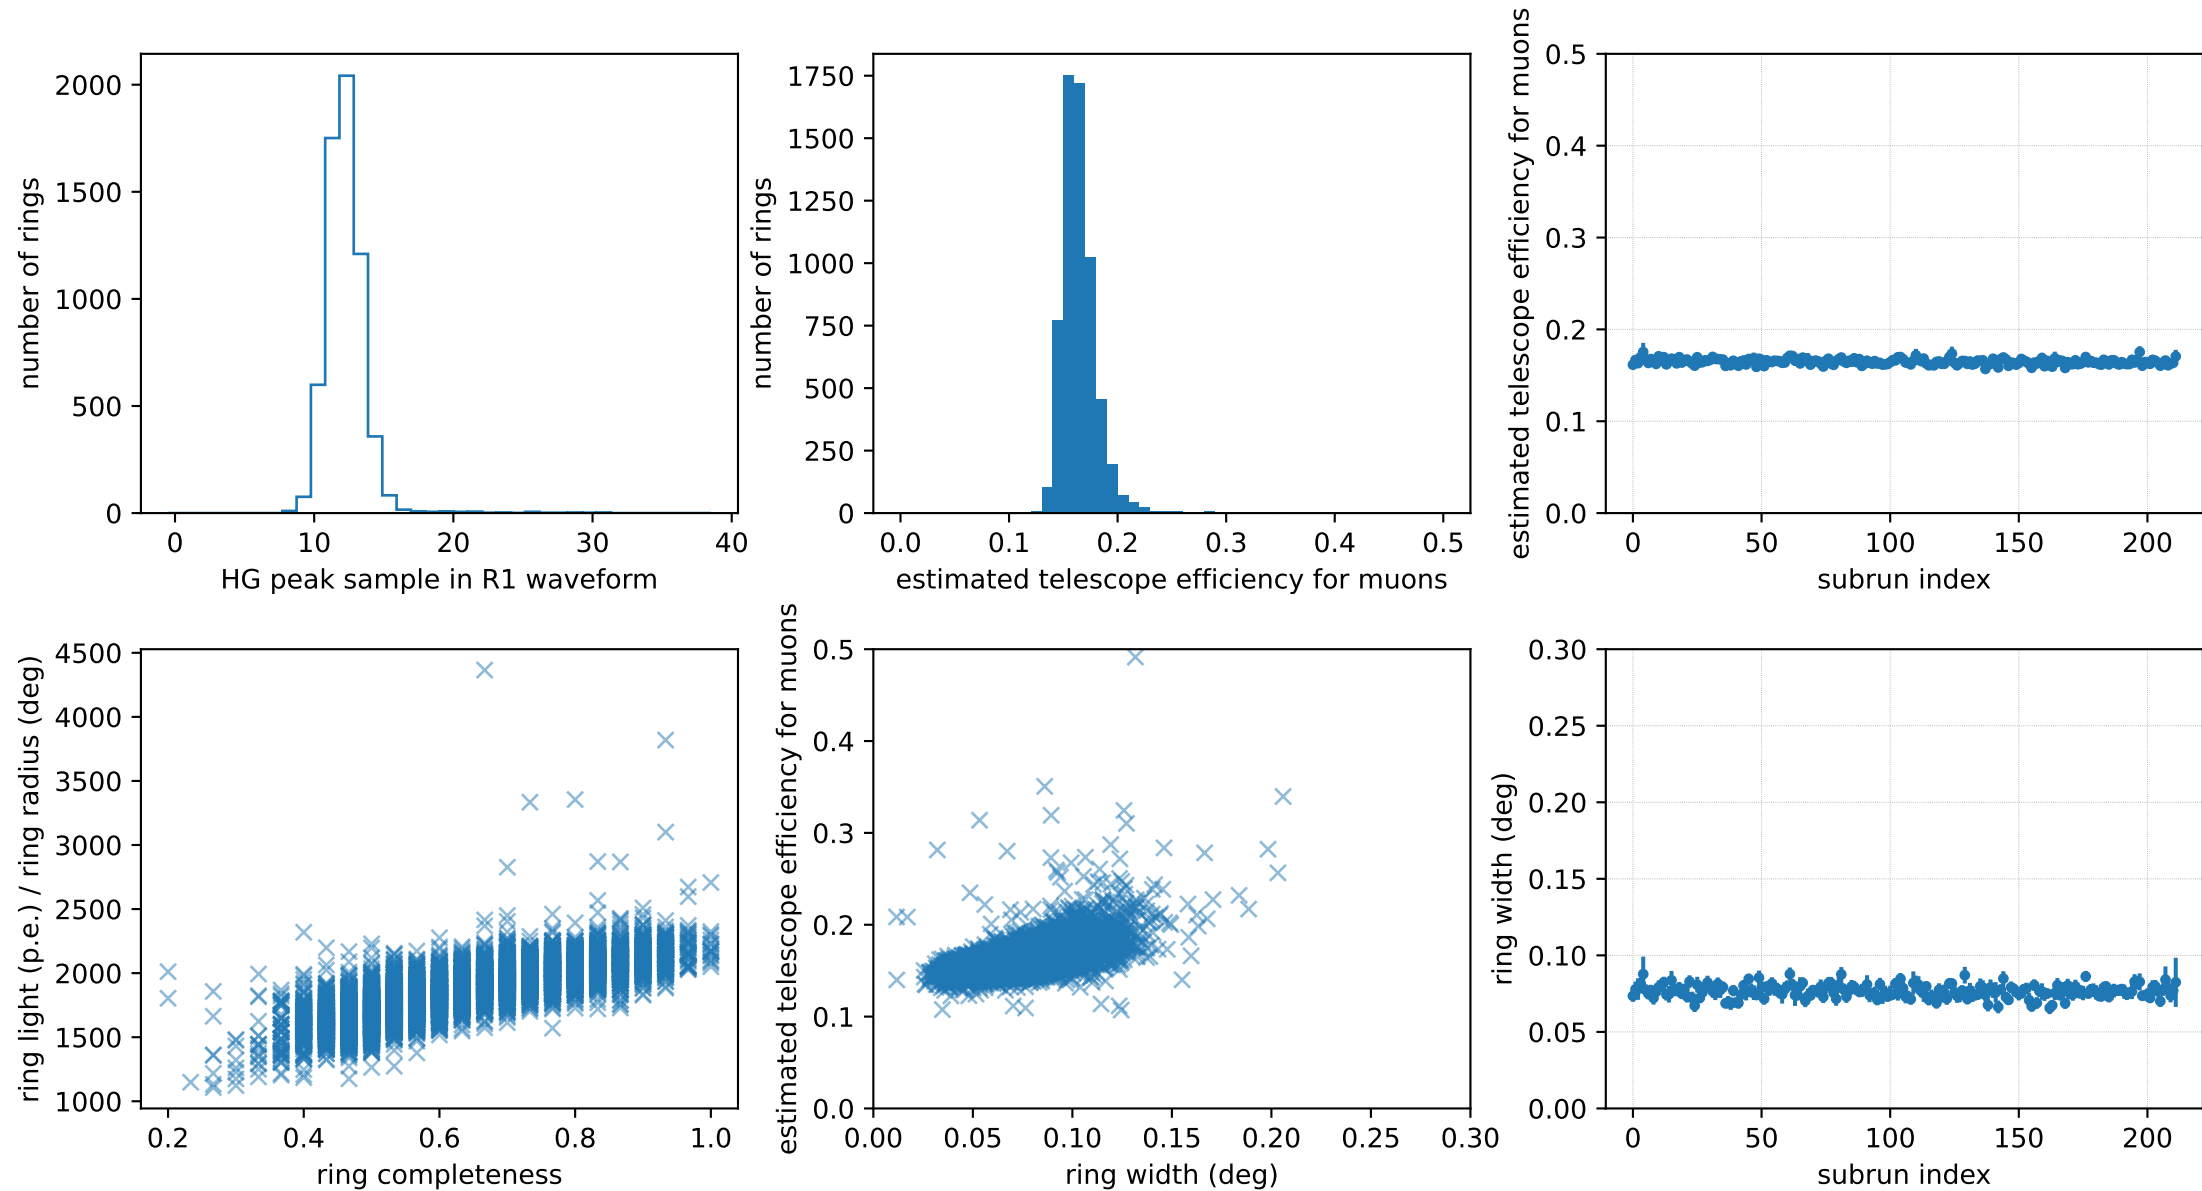 number of rings
2000
1500
1000
500
0
0 10 20 30 40
HG peak sample in R1 waveform
number of rings
1750
1500
1250
1000
750
500
250
0
0.0 0.1 0.2 0.3 0.4 0.5
estimated telescope efficiency for muons
estimated telescope efficiency for muons
0.5
0.4
0.3
0.2
0.1
0.0
0 50 100 150 200
subrun index
ring light (p.e.) / ring radius (deg)
4500
4000
3500
3000
2500
2000
1500
1000
0.2 0.4 0.6 0.8 1.0
ring completeness
estimated telescope efficiency for muons
0.5
0.4
0.3
0.2
0.1
0.0
0.00 0.05 0.10 0.15 0.20 0.25 0.30
ring width (deg)
ring width (deg)
0.30
0.25
0.20
0.15
0.10
0.05
0.00
0 50 100 150 200
subrun index